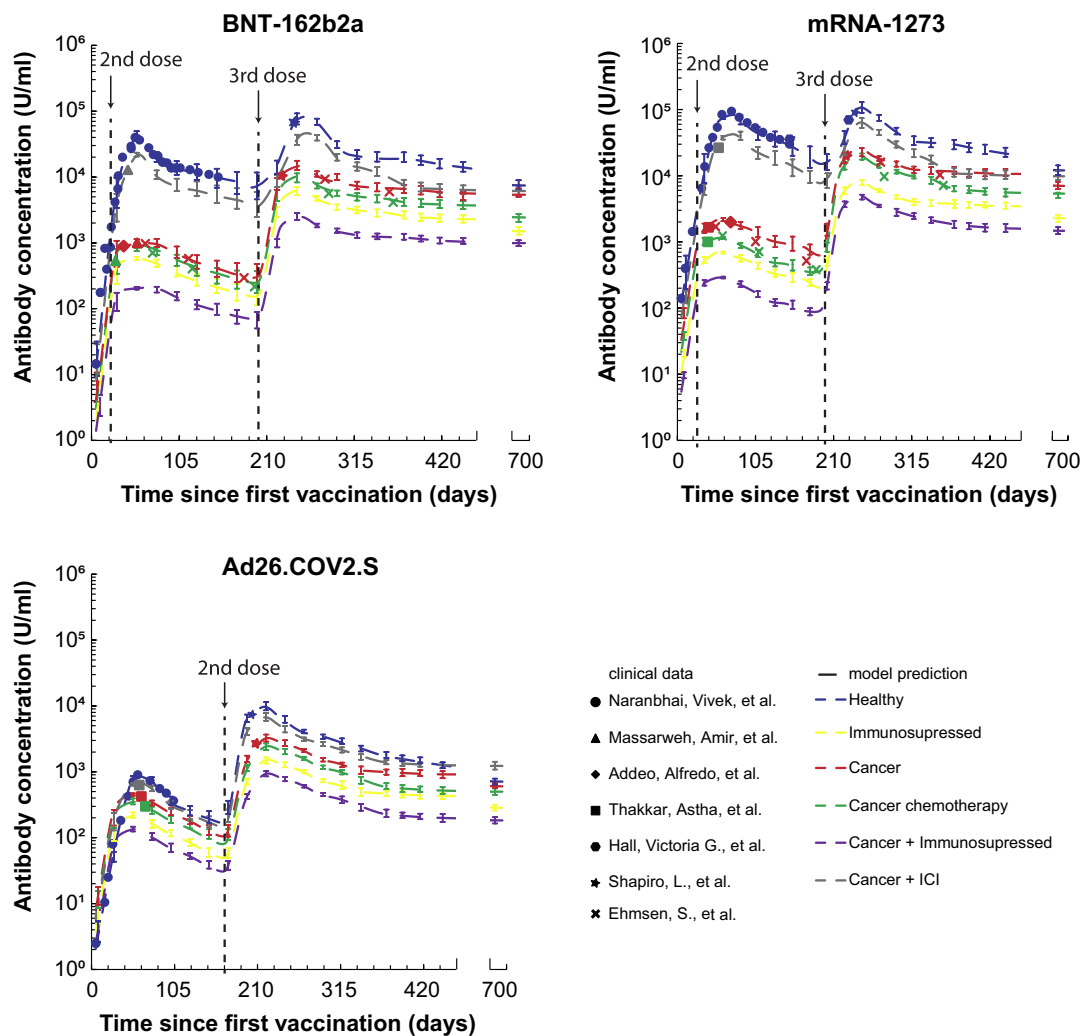 BNT-162b2a
Antibody concentration (U/ml)
10⁶
10⁵
10⁴
10³
10²
10¹
10⁰
2nd dose
3rd dose
0 105 210 315 420 700
Time since first vaccination (days)
mRNA-1273
Antibody concentration (U/ml)
10⁶
10⁵
10⁴
10³
10²
10¹
10⁰
2nd dose
3rd dose
0 105 210 315 420 700
Time since first vaccination (days)
Ad26.COV2.S
Antibody concentration (U/ml)
10⁶
10⁵
10⁴
10³
10²
10¹
10⁰
2nd dose
0 105 210 315 420 700
Time since first vaccination (days)
clinical data
Naranbhai, Vivek, et al.
Massarweh, Amir, et al.
Addeo, Alfredo, et al.
Thakkar, Astha, et al.
Hall, Victoria G., et al.
Shapiro, L., et al.
Ehmsen, S., et al.
model prediction
Healthy
Immunosupressed
Cancer
Cancer chemotherapy
Cancer + Immunosupressed
Cancer + ICI